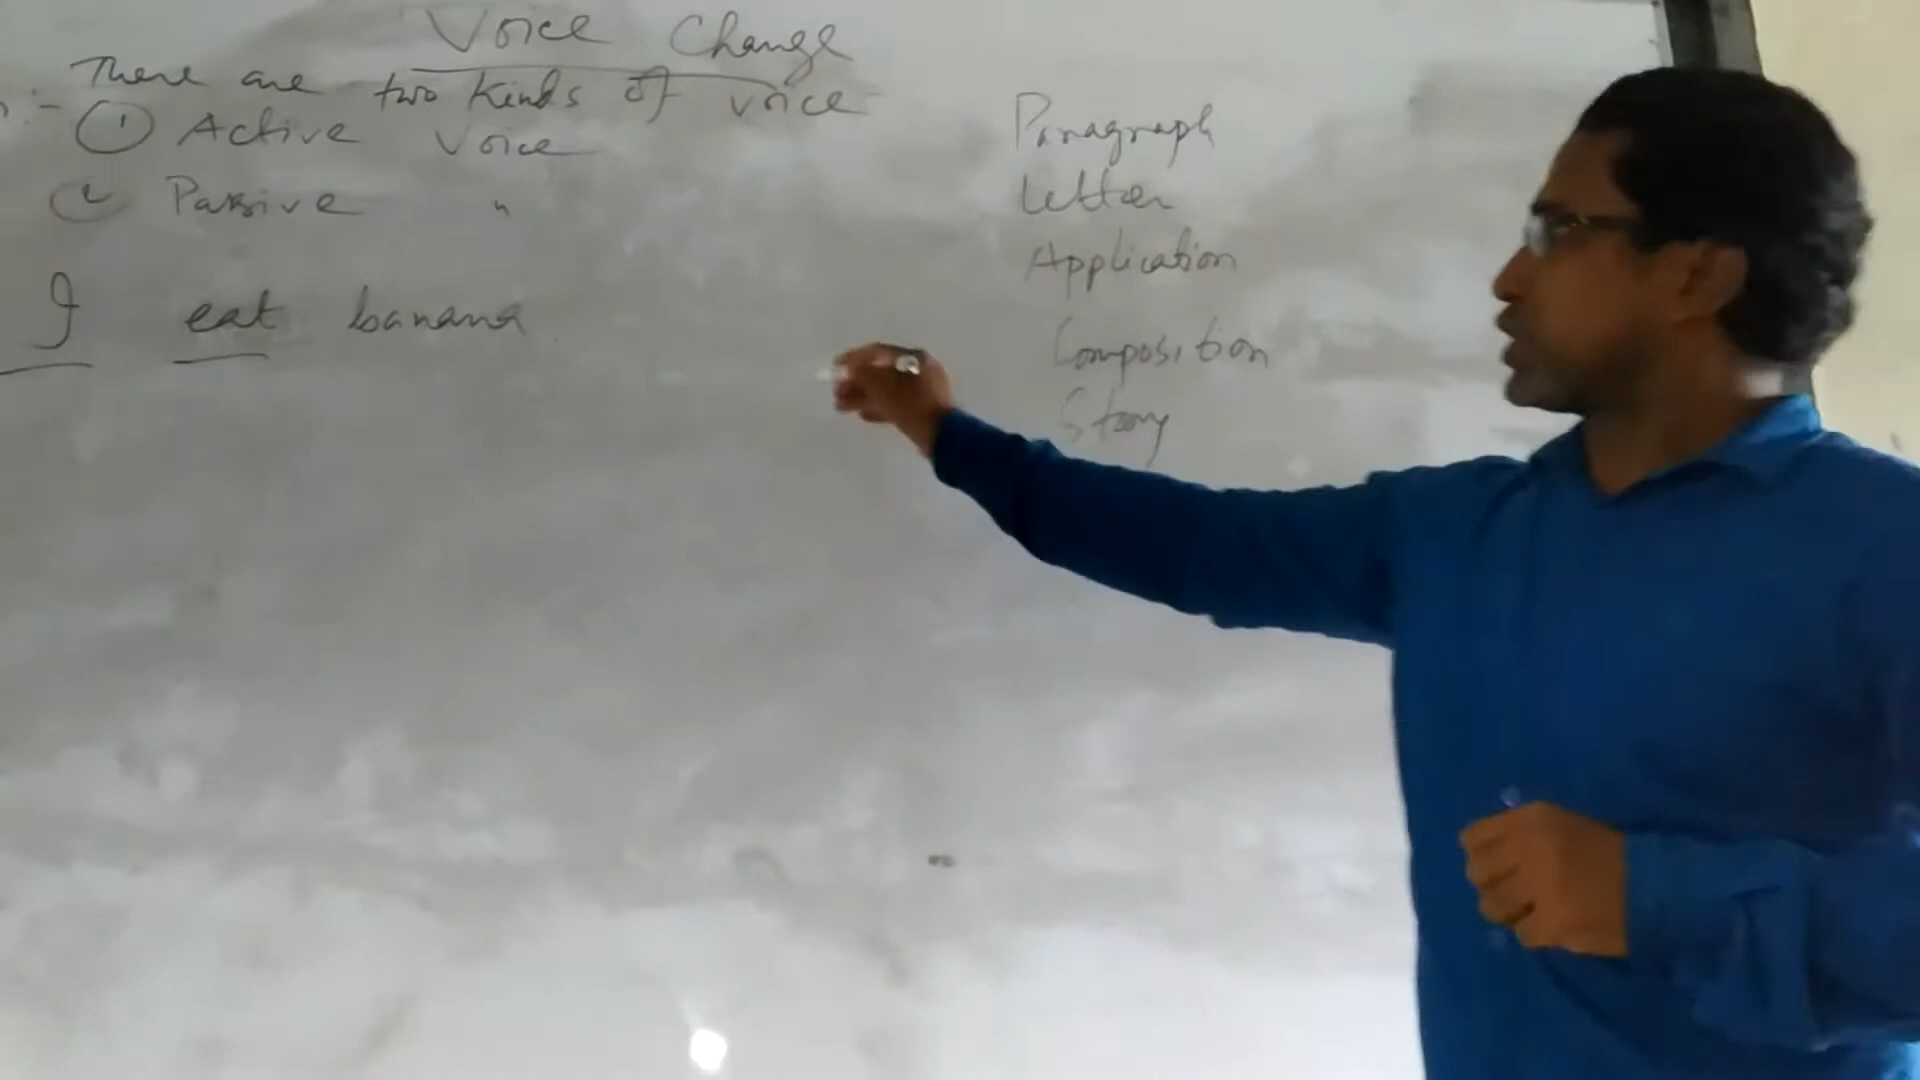 Voice Change
There are two kinds of voice
:- ① Active Voice
② Passive "
I eat banana
Paragraph
Letter
Application
Composition
Story